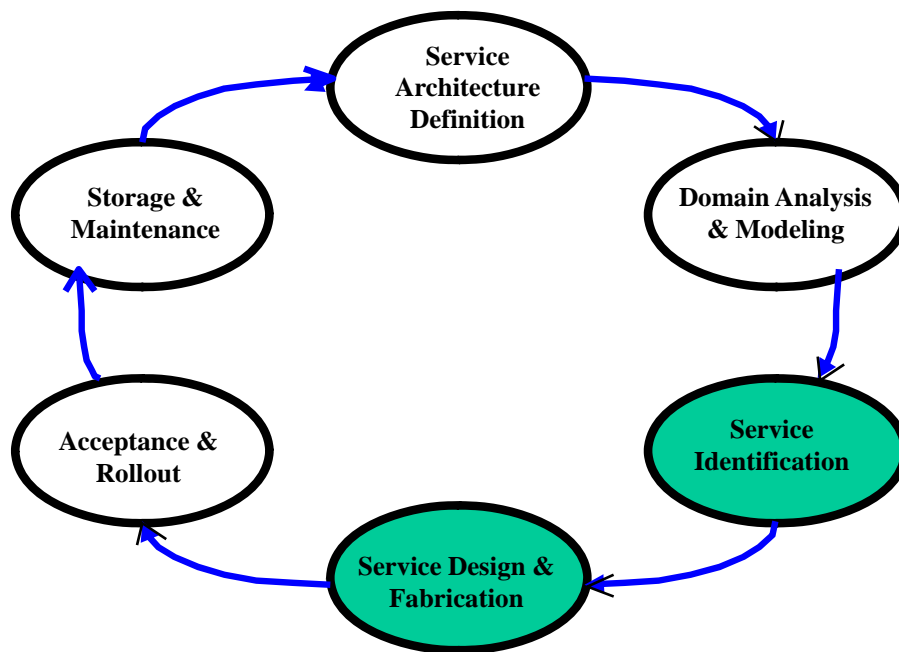 Service
Architecture
Definition
Storage &
Maintenance
Domain Analysis
& Modeling
Acceptance &
Rollout
Service
Identification
Service Design &
Fabrication